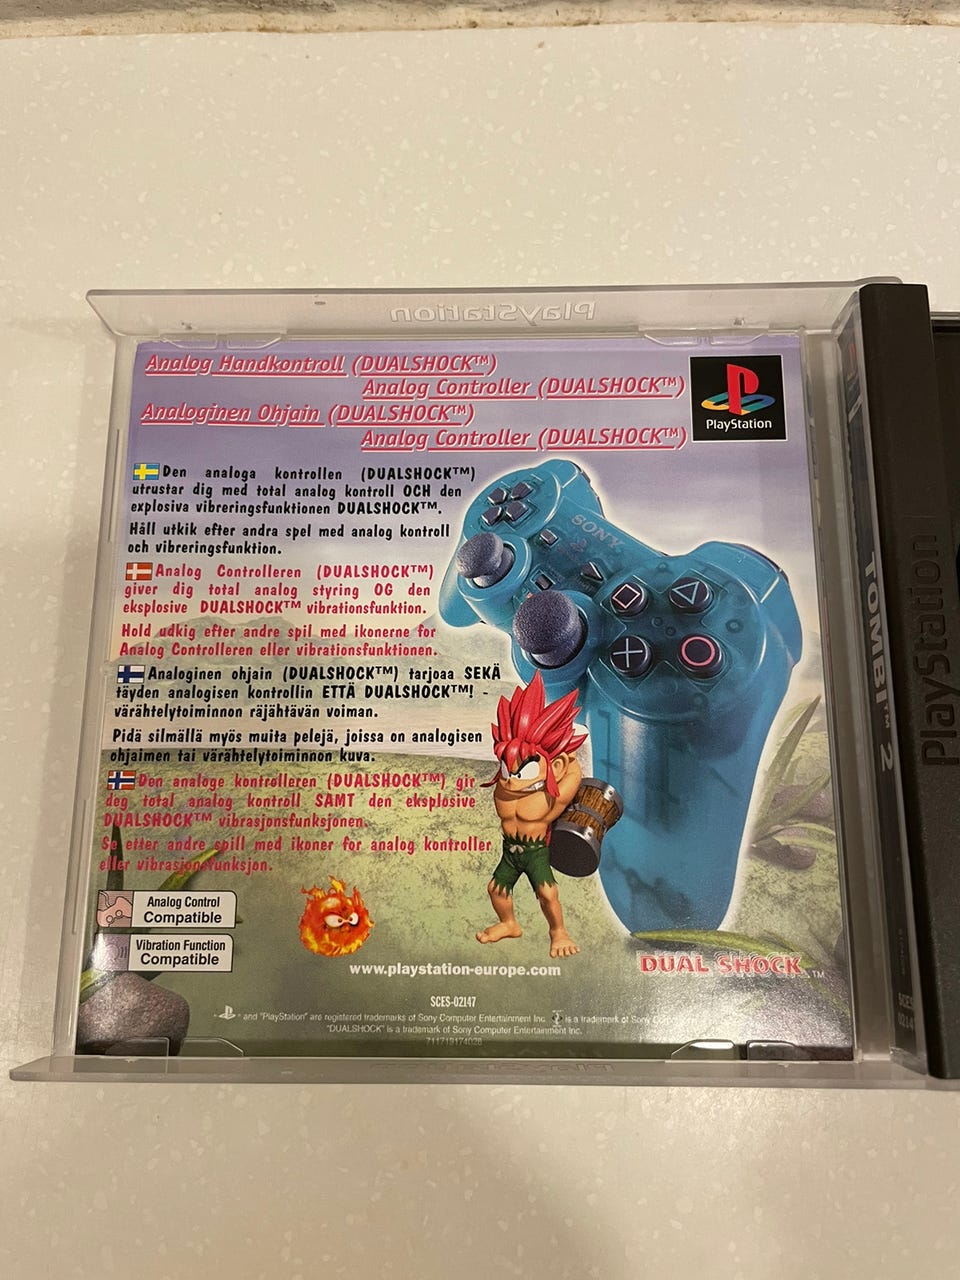 PlayStation
Analog Handkontroll (DUALSHOCK™)
Analog Controller (DUALSHOCK™)
Analoginen Ohjain (DUALSHOCK™)
Analog Controller (DUALSHOCK™)
PlayStation
Den analoga kontrollen (DUALSHOCK™)
utrustar dig med total analog kontroll OCH den
explosiva vibreringsfunktionen DUALSHOCK™.
Håll utkik efter andra spel med analog kontroll
och vibreringsfunktion.
Analog Controlleren (DUALSHOCK™)
giver dig total analog styring OG den
eksplosive DUALSHOCK™ vibrationsfunktion.
Hold udkig efter andre spil med ikonerne for
Analog Controlleren eller vibrationsfunktionen.
Analoginen ohjain (DUALSHOCK™) tarjoaa SEKÄ
täyden analogisen kontrollin ETTÄ DUALSHOCK™! -
värähtelytoiminnon räjähtävän voiman.
Pidä silmällä myös muita pelejä, joissa on analogisen
ohjaimen tai värähtelytoiminnon kuva.
Den analoge kontrolleren (DUALSHOCK™) gir
deg total analog kontroll SAMT den eksplosive
DUALSHOCK™ vibrasjonsfunksjonen.
Se etter andre spill med ikoner for analog kontroller
eller vibrasjonsfunksjon.
SONY
Analog Control
Compatible
Vibration Function
Compatible
www.playstation-europe.com
DUAL SHOCK™
SCES-02147
and "PlayStation" are registered trademarks of Sony Computer Entertainment Inc. is a trademark of Sony
"DUALSHOCK" is a trademark of Sony Computer Entertainment Inc.
711719174028
TOMBI™ 2
PlayStation